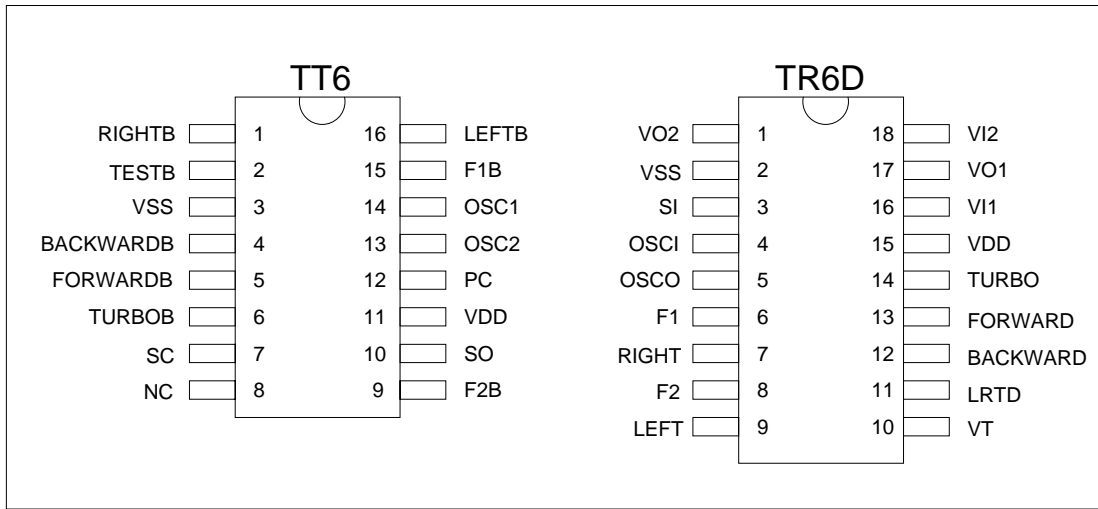 TT6
RIGHTB 1 16 LEFTB
TESTB 2 15 F1B
VSS 3 14 OSC1
BACKWARDB 4 13 OSC2
FORWARDB 5 12 PC
TURBOB 6 11 VDD
SC 7 10 SO
NC 8 9 F2B
TR6D
VO2 1 18 VI2
VSS 2 17 VO1
SI 3 16 VI1
OSCI 4 15 VDD
OSCO 5 14 TURBO
F1 6 13 FORWARD
RIGHT 7 12 BACKWARD
F2 8 11 LRTD
LEFT 9 10 VT